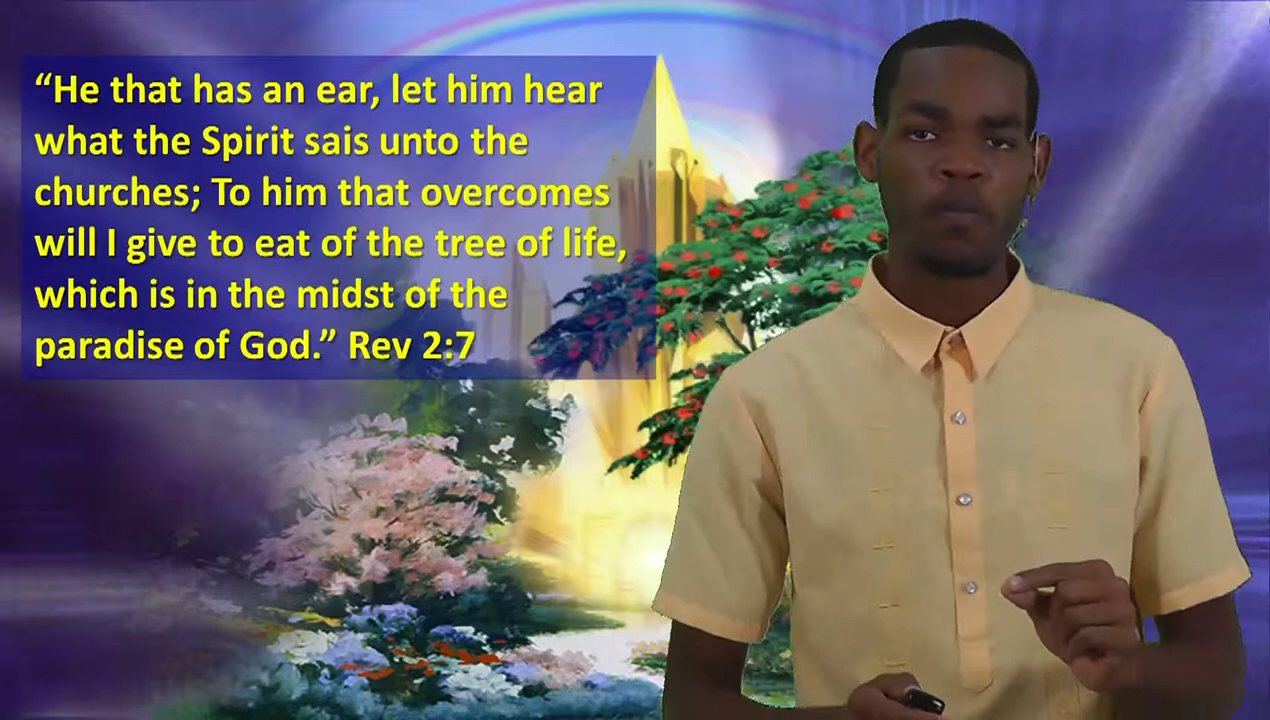 “He that has an ear, let him hear
what the Spirit sais unto the
churches; To him that overcomes
will I give to eat of the tree of life,
which is in the midst of the
paradise of God.” Rev 2:7